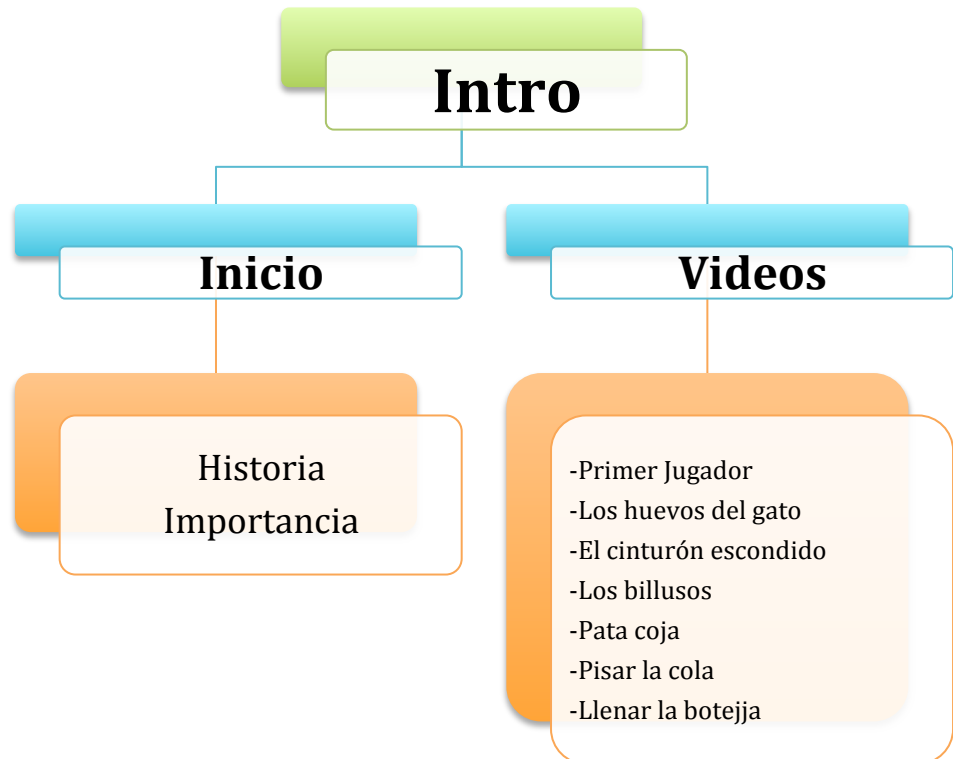 Intro
Inicio
Videos
Historia
Importancia
-Primer Jugador
-Los huevos del gato
-El cinturón escondido
-Los billusos
-Pata coja
-Pisar la cola
-Llenar la botejja